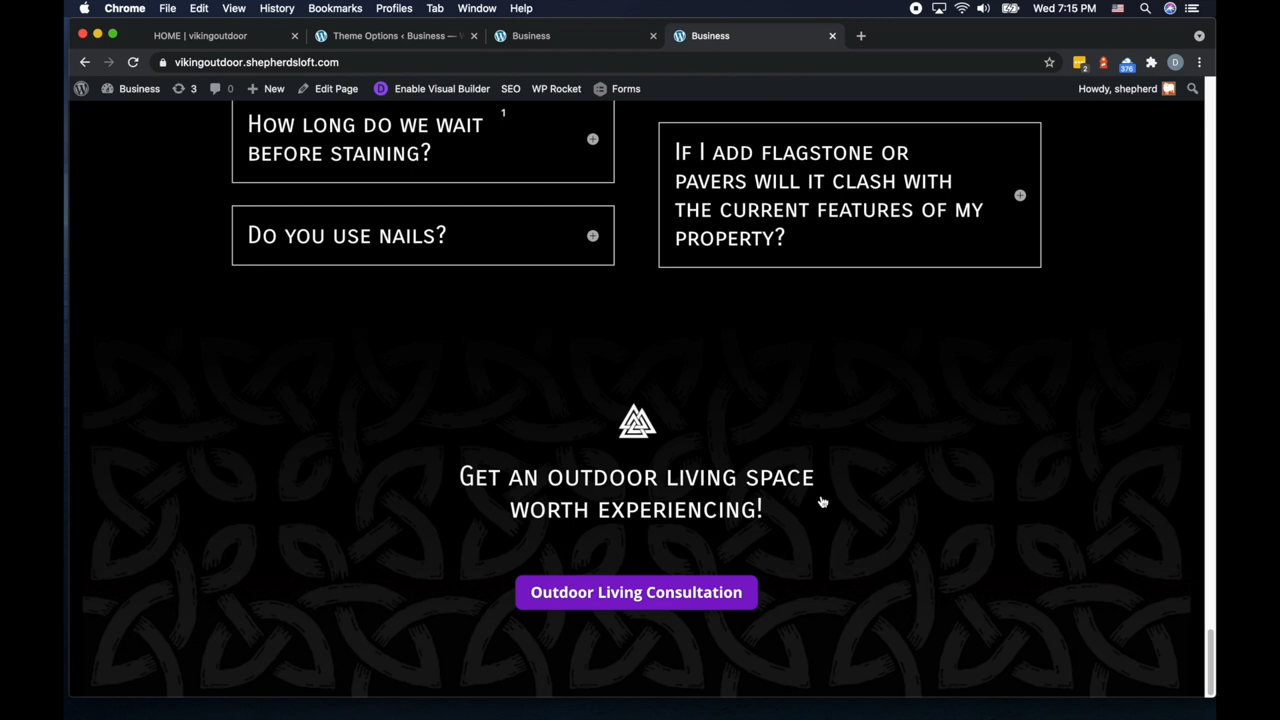 Chrome File Edit View History Bookmarks Profiles Tab Window Help Wed 7:15 PM
HOME | vikingoutdoor Theme Options ‹ Business — Business Business
vikingoutdoor.shepherdsloft.com 2 376 D
Business 3 0 New Edit Page Enable Visual Builder SEO WP Rocket Forms Howdy, shepherd
1
How long do we wait
before staining?
Do you use nails?
If I add flagstone or
pavers will it clash with
the current features of my
property?
Get an outdoor living space
worth experiencing!
Outdoor Living Consultation